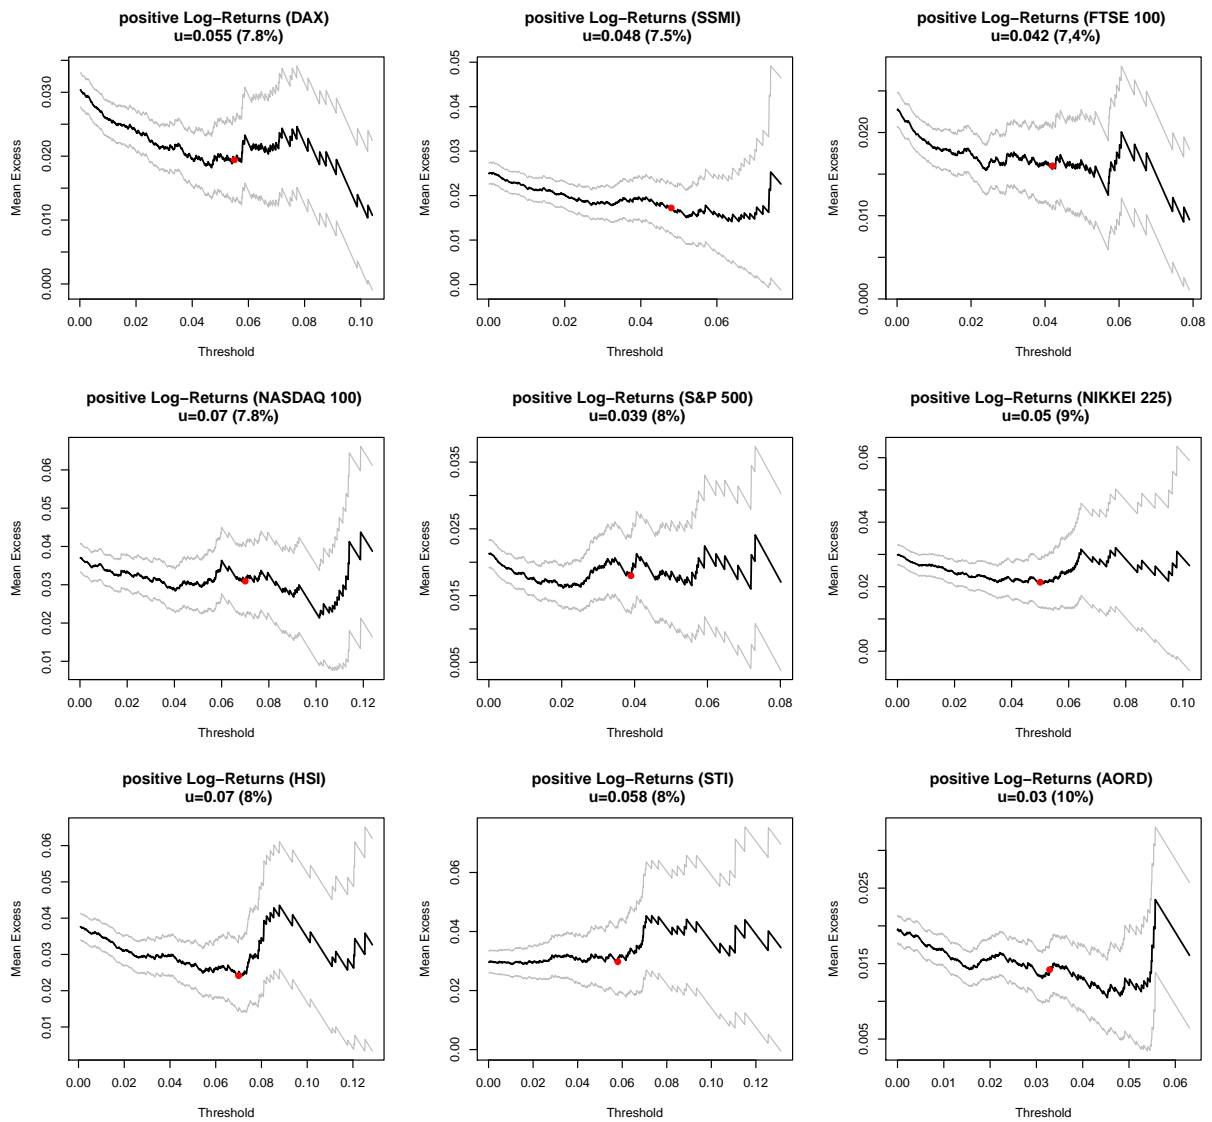 positive Log−Returns (DAX)
u=0.055 (7.8%)
Mean Excess
0.000 0.010 0.020 0.030
0.00 0.02 0.04 0.06 0.08 0.10
Threshold
positive Log−Returns (SSMI)
u=0.048 (7.5%)
Mean Excess
0.00 0.01 0.02 0.03 0.04 0.05
0.00 0.02 0.04 0.06
Threshold
positive Log−Returns (FTSE 100)
u=0.042 (7,4%)
Mean Excess
0.000 0.010 0.020
0.00 0.02 0.04 0.06 0.08
Threshold
positive Log−Returns (NASDAQ 100)
u=0.07 (7.8%)
Mean Excess
0.01 0.02 0.03 0.04 0.05 0.06
0.00 0.02 0.04 0.06 0.08 0.10 0.12
Threshold
positive Log−Returns (S&P 500)
u=0.039 (8%)
Mean Excess
0.005 0.015 0.025 0.035
0.00 0.02 0.04 0.06 0.08
Threshold
positive Log−Returns (NIKKEI 225)
u=0.05 (9%)
Mean Excess
0.00 0.02 0.04 0.06
0.00 0.02 0.04 0.06 0.08 0.10
Threshold
positive Log−Returns (HSI)
u=0.07 (8%)
Mean Excess
0.01 0.02 0.03 0.04 0.05 0.06
0.00 0.02 0.04 0.06 0.08 0.10 0.12
Threshold
positive Log−Returns (STI)
u=0.058 (8%)
Mean Excess
0.00 0.02 0.04 0.06
0.00 0.02 0.04 0.06 0.08 0.10 0.12
Threshold
positive Log−Returns (AORD)
u=0.03 (10%)
Mean Excess
0.005 0.015 0.025
0.00 0.01 0.02 0.03 0.04 0.05 0.06
Threshold